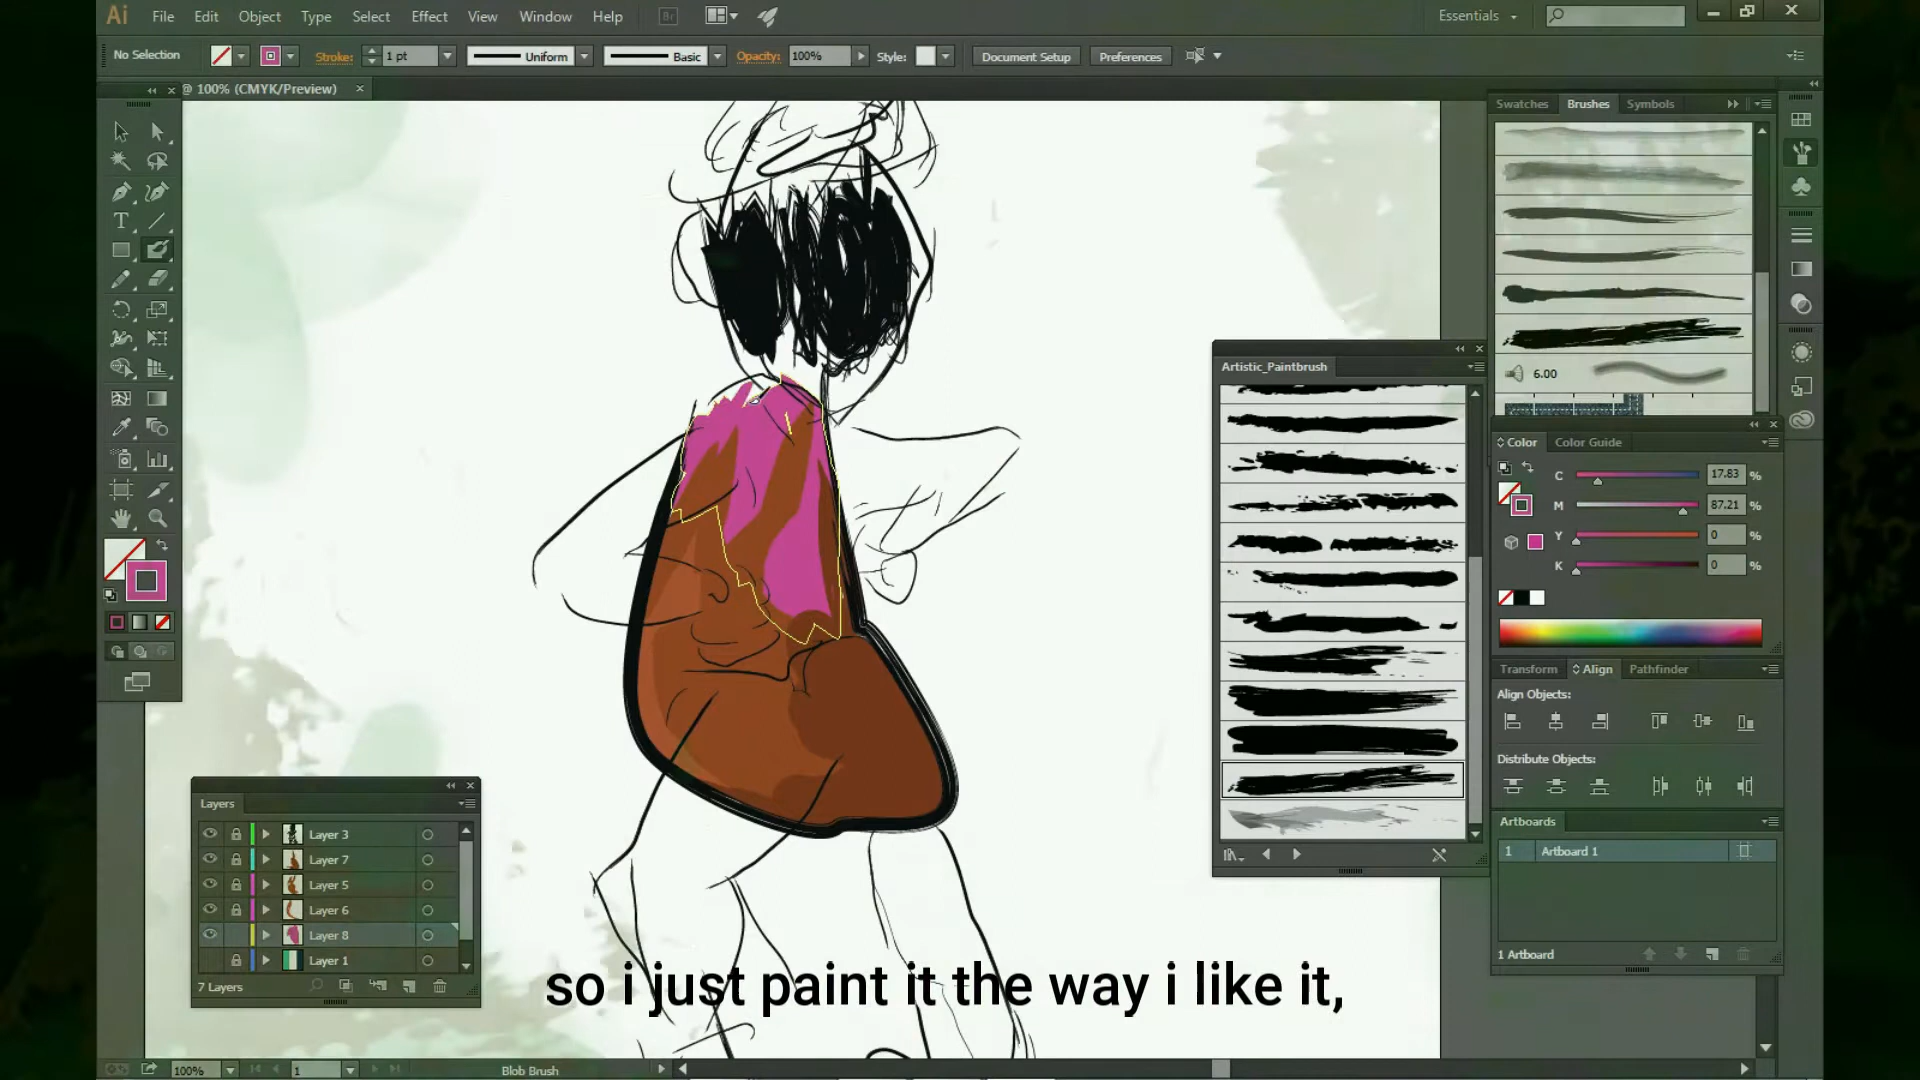 Ai File Edit Object Type Select Effect View Window Help Br Essentials
No Selection Stroke: 1 pt Uniform Basic Opacity: 100% Style: Document Setup Preferences
@ 100% (CMYK/Preview)
Swatches Brushes Symbols
6.00
Artistic_Paintbrush
Color Color Guide
C 17.83 %
M 87.21 %
Y 0 %
K 0 %
Transform Align Pathfinder
Align Objects:
Distribute Objects:
Artboards
1 Artboard 1
1 Artboard
Layers
Layer 3
Layer 7
Layer 5
Layer 6
Layer 8
Layer 1
7 Layers
so i just paint it the way i like it,
100% 1 Blob Brush